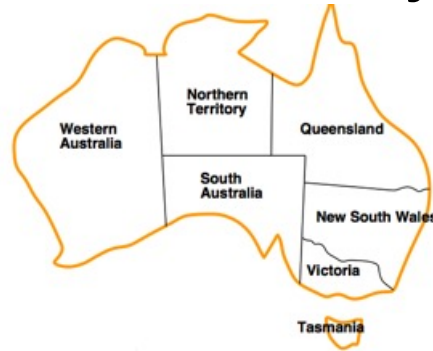 Northern
Territory
Western
Australia
Queensland
South
Australia
New South Wales
Victoria
Tasmania